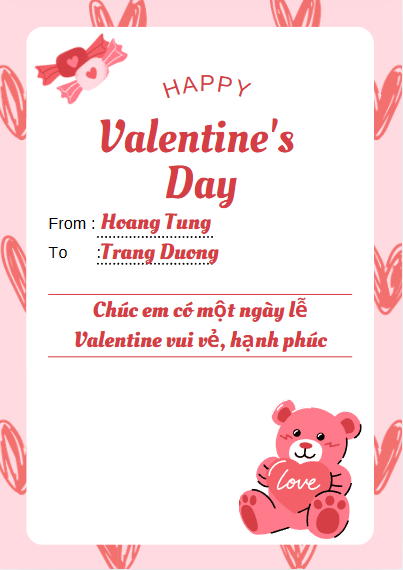 HAPPY
Valentine's
Day
From : Hoang Tung
To :Trang Duong
Chúc em có một ngày lễ
Valentine vui vẻ, hạnh phúc
love